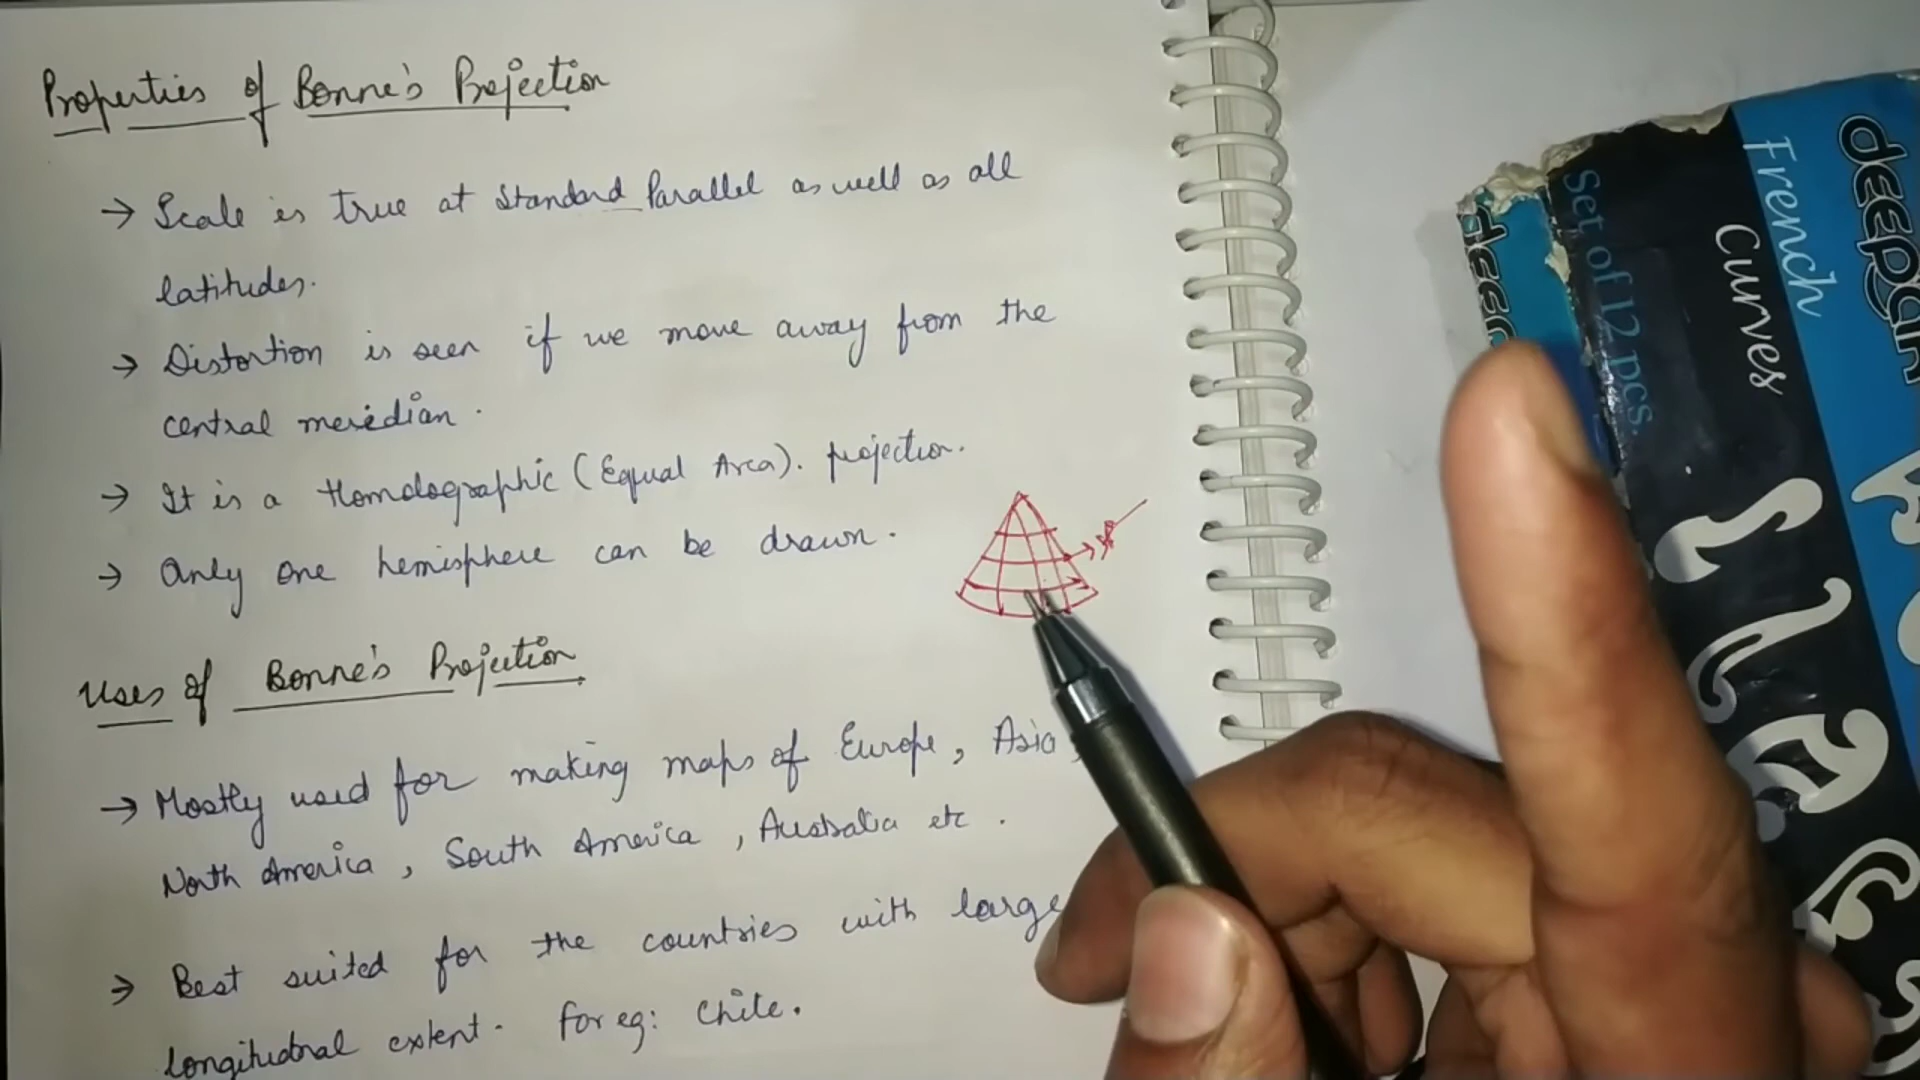 Properties of Bonne's Projection
→ Scale is true at Standard Parallel as well as all
latitudes.
→ Distortion is seen if we move away from the
central meridian.
→ It is a Homolographic (Equal Area). projection.
→ Only one hemisphere can be drawn.
Uses of Bonne's Projection
→ Mostly used for making maps of Europe, Asia,
North America, South America, Australia etc.
→ Best suited for the countries with large
longitudnal extent. For eg: Chile.
deepan
French
Curves
Set of 12 pcs.